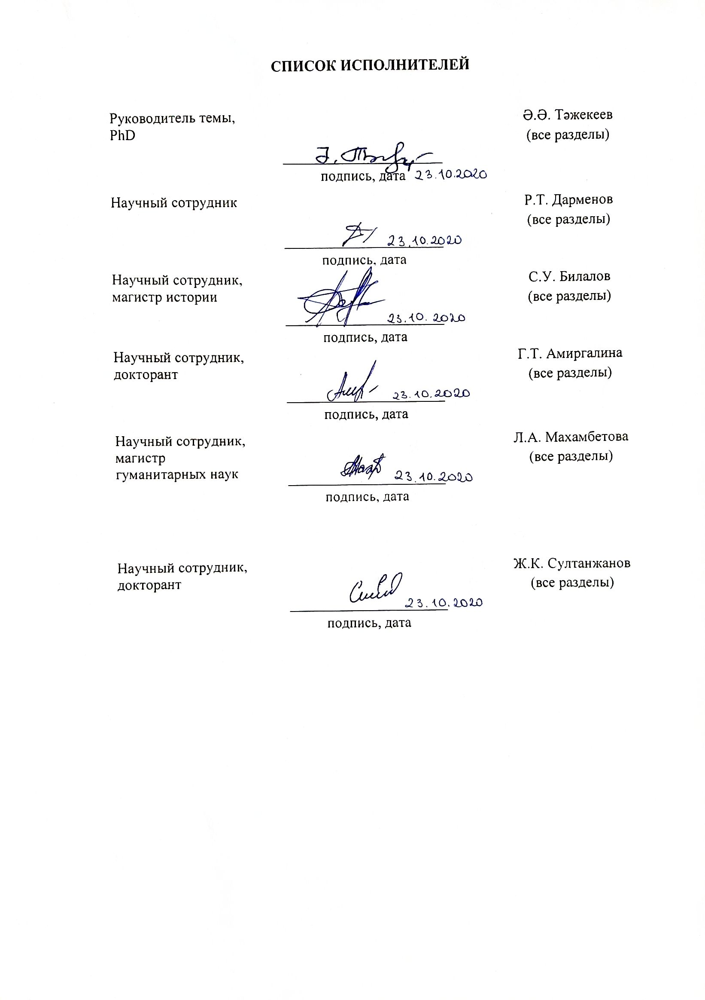 СПИСОК ИСПОЛНИТЕЛЕЙ
Руководитель темы,
PhD
Ә.Ә. Тәжекеев
(все разделы)
подпись, дата 23.10.2020
Научный сотрудник
Р.Т. Дарменов
(все разделы)
23.10.2020
подпись, дата
Научный сотрудник,
магистр истории
С.У. Билалов
(все разделы)
23.10.2020
подпись, дата
Научный сотрудник,
докторант
Г.Т. Амиргалина
(все разделы)
23.10.2020
подпись, дата
Научный сотрудник,
магистр
гуманитарных наук
Л.А. Махамбетова
(все разделы)
23.10.2020
подпись, дата
Научный сотрудник,
докторант
Ж.К. Султанжанов
(все разделы)
23.10.2020
подпись, дата